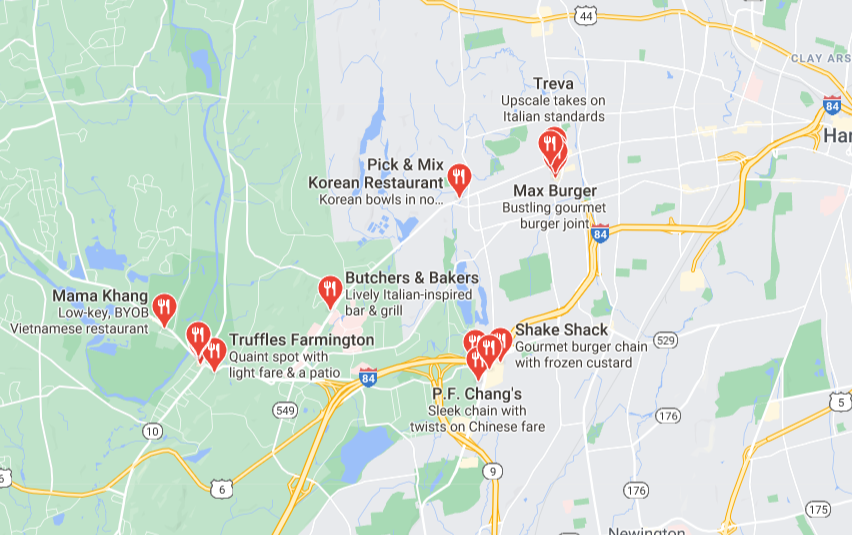 44
CLAY ARS
84
Har
Treva
Upscale takes on
Italian standards
Pick & Mix
Korean Restaurant
Korean bowls in no...
Max Burger
Bustling gourmet
burger joint
84
Butchers & Bakers
Lively Italian-inspired
bar & grill
Mama Khang
Low-key, BYOB
Vietnamese restaurant
Truffles Farmington
Quaint spot with
light fare & a patio
Shake Shack
Gourmet burger chain
with frozen custard
529
84
P.F. Chang's
Sleek chain with
twists on Chinese fare
549
176
5
10
9
6
6
176
175
Newington